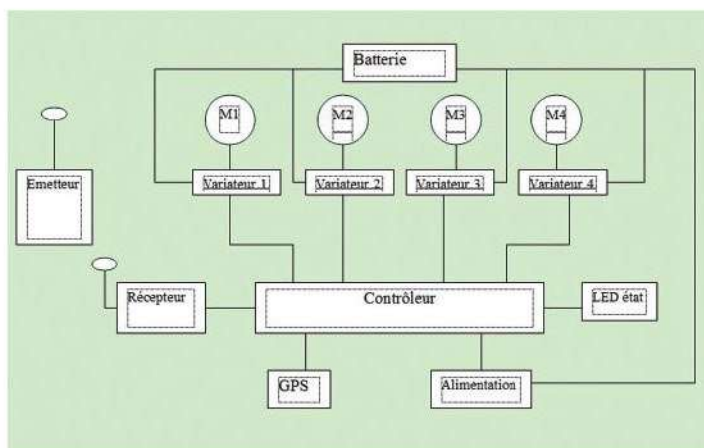 Batterie
M1
M2
M3
M4
Emetteur
Variateur 1
Variateur 2
Variateur 3
Variateur 4
Récepteur
Contrôleur
LED état
GPS
Alimentation